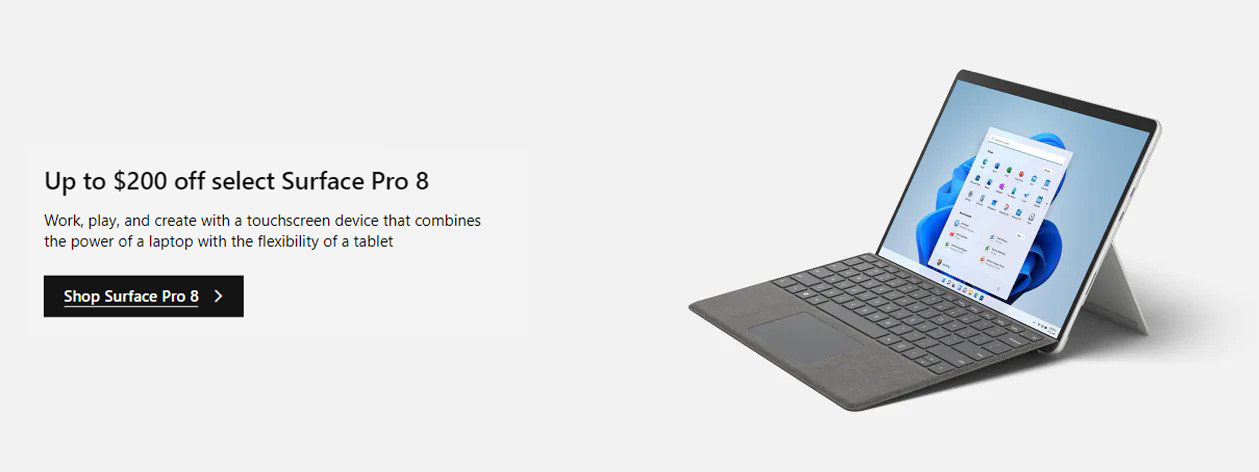 Up to $200 off select Surface Pro 8
Work, play, and create with a touchscreen device that combines
the power of a laptop with the flexibility of a tablet
Shop Surface Pro 8